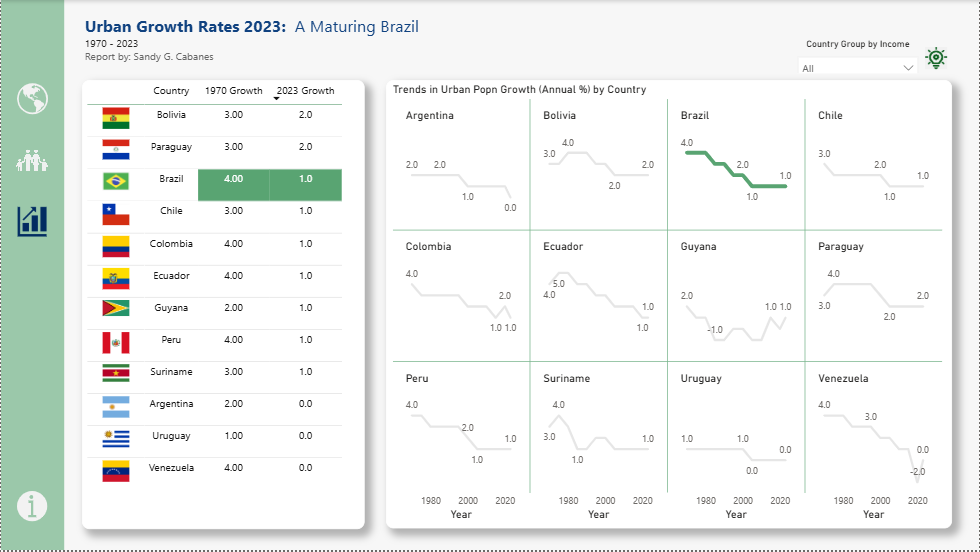 Urban Growth Rates 2023: A Maturing Brazil
1970 - 2023
Report by: Sandy G. Cabanes
Country Group by Income
All
Country 1970 Growth 2023 Growth
Bolivia 3.00 2.0
Paraguay 3.00 2.0
Brazil 4.00 1.0
Chile 3.00 1.0
Colombia 4.00 1.0
Ecuador 4.00 1.0
Guyana 2.00 1.0
Peru 4.00 1.0
Suriname 3.00 1.0
Argentina 2.00 0.0
Uruguay 1.00 0.0
Venezuela 4.00 0.0
i
Trends in Urban Popn Growth (Annual %) by Country
Argentina
2.0 2.0
1.0
0.0
Bolivia
4.0
3.0
2.0
2.0
Brazil
4.0
2.0
1.0
1.0
Chile
3.0
2.0
1.0
1.0
Colombia
4.0
2.0
1.0 1.0
Ecuador
5.0
4.0
1.0
1.0
Guyana
2.0
1.0 1.0
-1.0
Paraguay
4.0
3.0
2.0
2.0
Peru
4.0
2.0
1.0
1.0
Suriname
4.0
3.0
1.0
1.0
Uruguay
1.0 1.0
0.0
0.0
Venezuela
4.0
3.0
0.0
-2.0
1980 2000 2020
Year
1980 2000 2020
Year
1980 2000 2020
Year
1980 2000 2020
Year